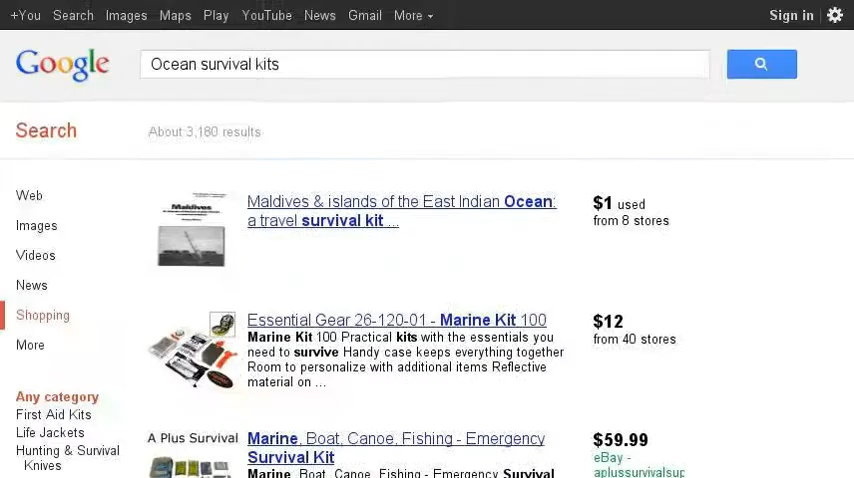 +You Search Images Maps Play YouTube News Gmail More Sign in
Google
Ocean survival kits
Search
About 3,180 results
Web
Images
Videos
News
Shopping
More
Any category
First Aid Kits
Life Jackets
Hunting & Survival
Knives
Maldives
Maldives & islands of the East Indian Ocean:
a travel survival kit ...
$1 used
from 8 stores
Essential Gear 26-120-01 - Marine Kit 100
Marine Kit 100 Practical kits with the essentials you
need to survive Handy case keeps everything together
Room to personalize with additional items Reflective
material on ...
$12
from 40 stores
A Plus Survival
Marine, Boat, Canoe, Fishing - Emergency
Survival Kit
Marine, Boat, Canoe, Fishing - Emergency Survival
$59.99
eBay -
aplussurvivalsup